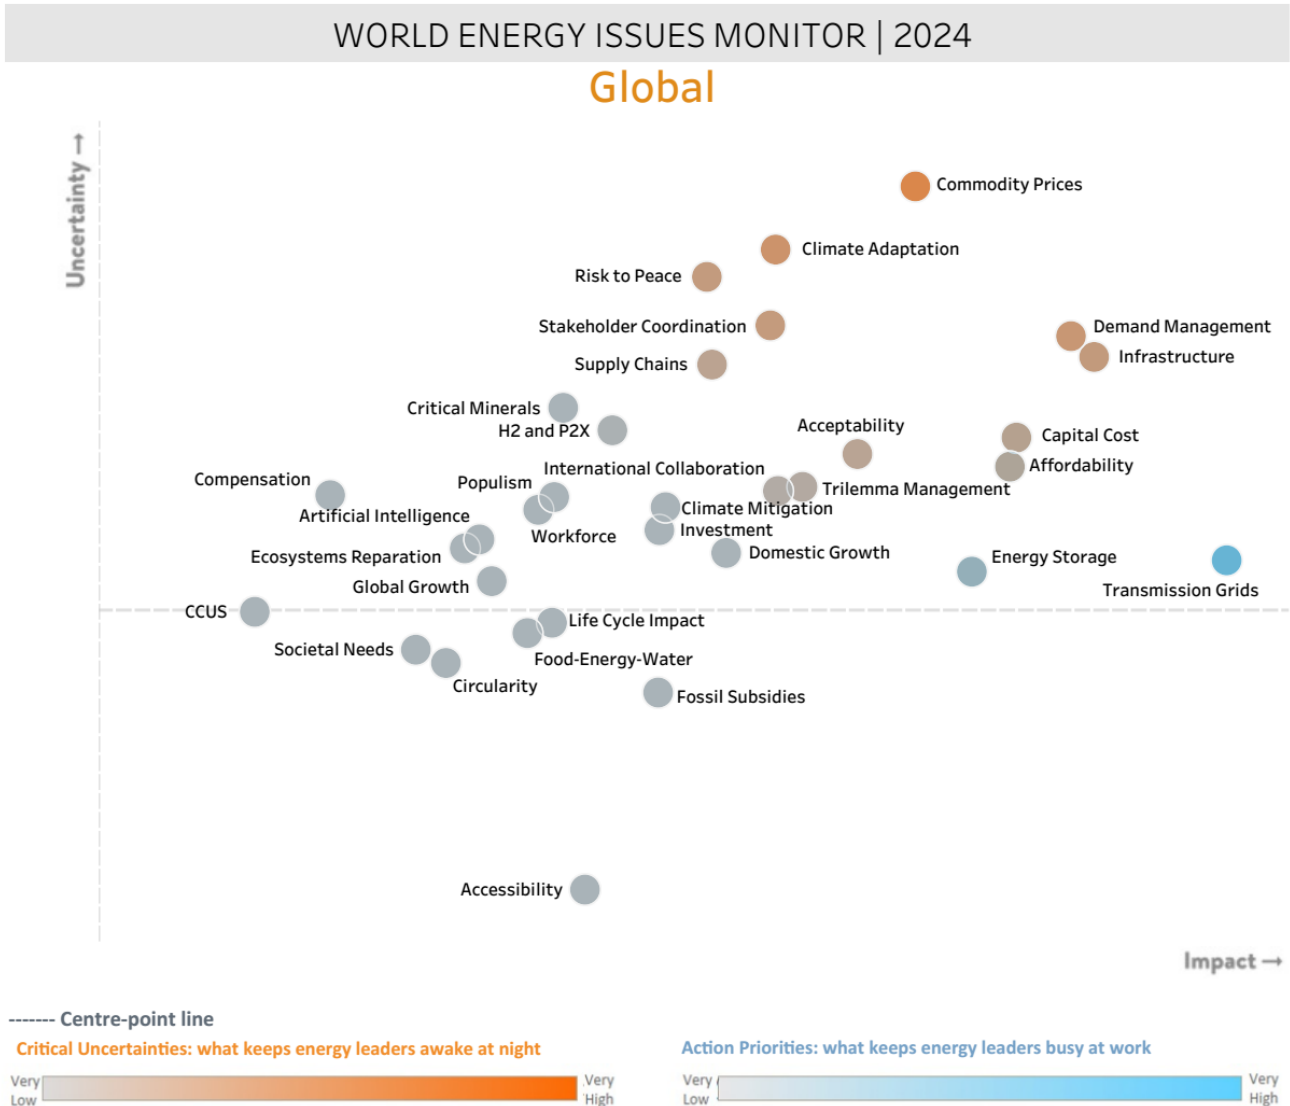 WORLD ENERGY ISSUES MONITOR | 2024
Global
Uncertainty →
Commodity Prices
Climate Adaptation
Risk to Peace
Stakeholder Coordination
Demand Management
Infrastructure
Supply Chains
Critical Minerals
H2 and P2X
Acceptability
Capital Cost
Affordability
International Collaboration
Compensation
Populism
Trilemma Management
Climate Mitigation
Artificial Intelligence
Workforce
Investment
Domestic Growth
Ecosystems Reparation
Energy Storage
Global Growth
Transmission Grids
CCUS
Life Cycle Impact
Societal Needs
Food-Energy-Water
Circularity
Fossil Subsidies
Accessibility
Impact →
------- Centre-point line
Critical Uncertainties: what keeps energy leaders awake at night
Very
Low
Very
High
Action Priorities: what keeps energy leaders busy at work
Very
Low
Very
High